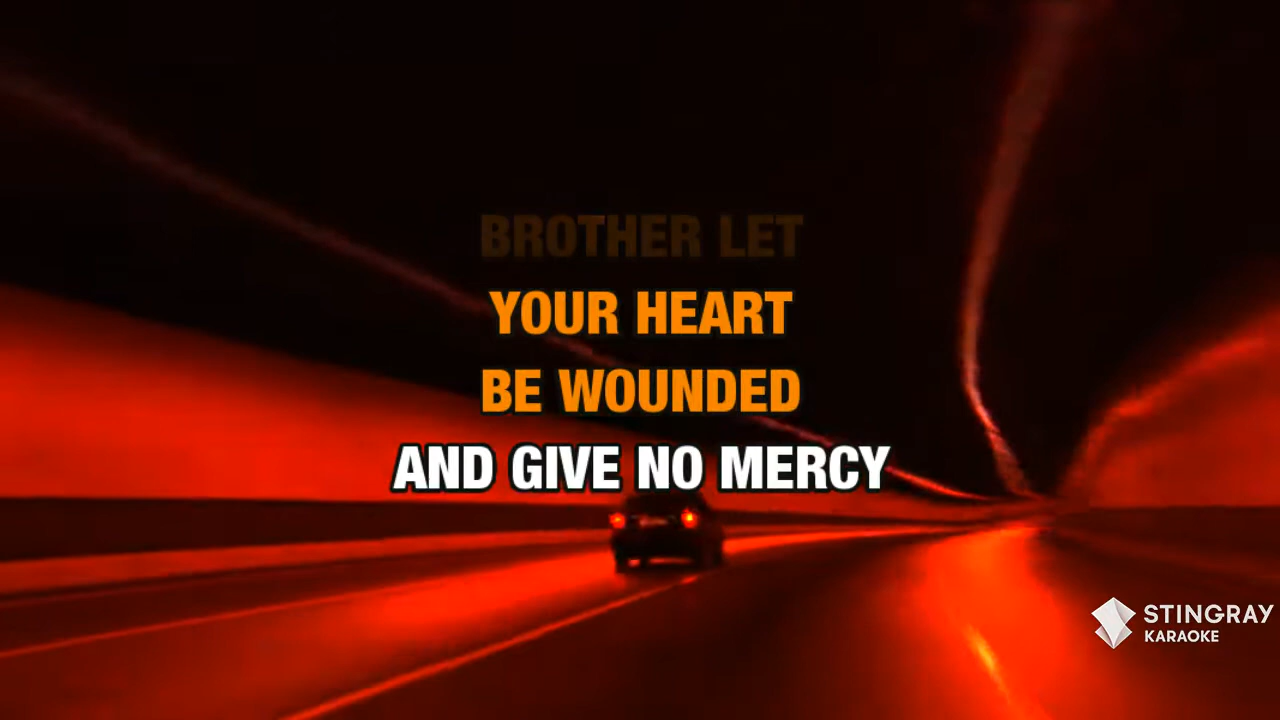 BROTHER LET
YOUR HEART
BE WOUNDED
AND GIVE NO MERCY
STINGRAY
KARAOKE